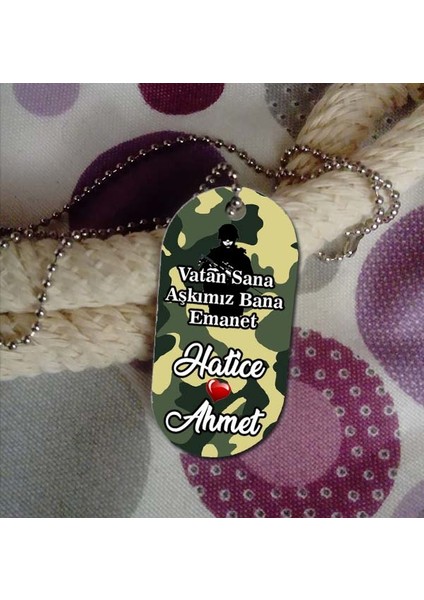 Vatan Sana
Aşkımız Bana
Emanet
Hatice
Ahmet